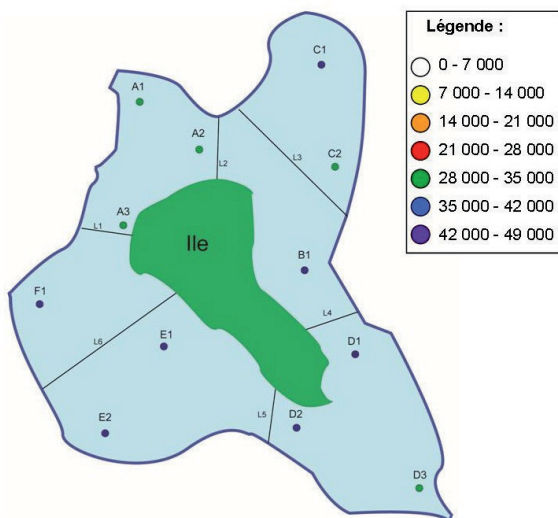 Légende :
0 - 7 000
7 000 - 14 000
14 000 - 21 000
21 000 - 28 000
28 000 - 35 000
35 000 - 42 000
42 000 - 49 000
C1
A1
A2
L2
L3
C2
A3
L1
Ile
B1
F1
L4
E1
L6
D1
L5
D2
E2
D3